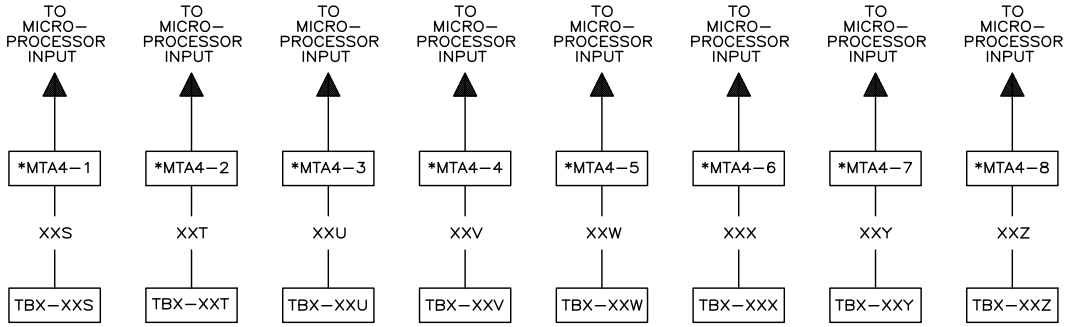 TO TO TO TO TO TO TO TO
MICRO– MICRO– MICRO– MICRO– MICRO– MICRO– MICRO– MICRO–
PROCESSOR PROCESSOR PROCESSOR PROCESSOR PROCESSOR PROCESSOR PROCESSOR PROCESSOR
INPUT INPUT INPUT INPUT INPUT INPUT INPUT INPUT
*MTA4–1 *MTA4–2 *MTA4–3 *MTA4–4 *MTA4–5 *MTA4–6 *MTA4–7 *MTA4–8
XXS XXT XXU XXV XXW XXX XXY XXZ
TBX–XXS TBX–XXT TBX–XXU TBX–XXV TBX–XXW TBX–XXX TBX–XXY TBX–XXZ